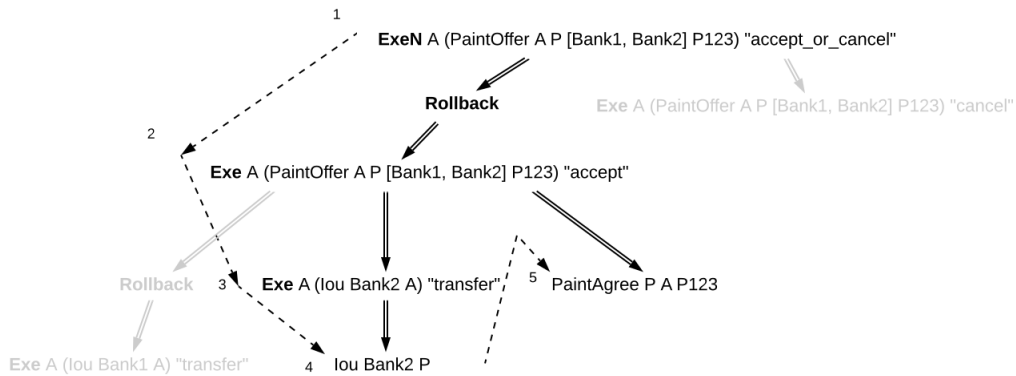 1
ExeN A (PaintOffer A P [Bank1, Bank2] P123) "accept_or_cancel"
Rollback
Exe A (PaintOffer A P [Bank1, Bank2] P123) "cancel"
2
Exe A (PaintOffer A P [Bank1, Bank2] P123) "accept"
Rollback
3
Exe A (Iou Bank2 A) "transfer"
5
PaintAgree P A P123
Exe A (Iou Bank1 A) "transfer"
4
Iou Bank2 P